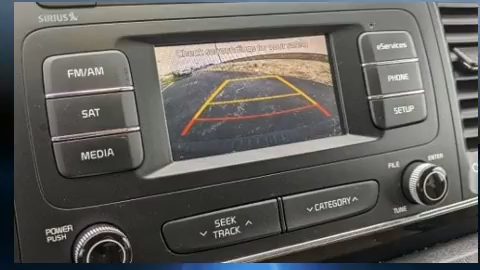 SIRIUS
Check surroundings for your safety
FM/AM
SAT
MEDIA
eServices
PHONE
SETUP
SEEK
TRACK
CATEGORY
FILE
ENTER
TUNE
POWER
PUSH